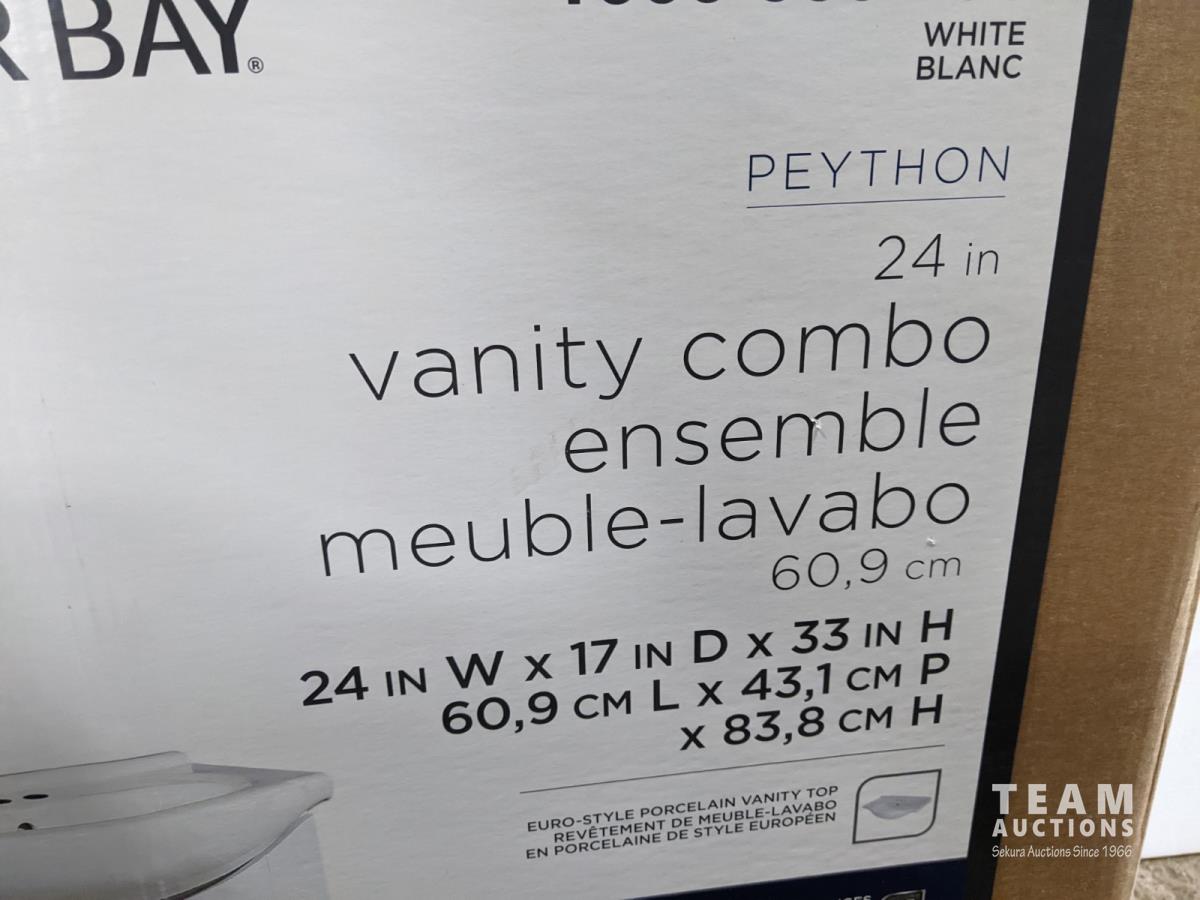 BAY®
WHITE
BLANC
PEYTHON
24 in
vanity combo
ensemble
meuble-lavabo
60,9 cm
24 IN W x 17 IN D x 33 IN H
60,9 CM L x 43,1 CM P
x 83,8 CM H
EURO-STYLE PORCELAIN VANITY TOP
REVÊTEMENT DE MEUBLE-LAVABO
EN PORCELAINE DE STYLE EUROPÉEN
TEAM
AUCTIONS
Sekura Auctions Since 1966